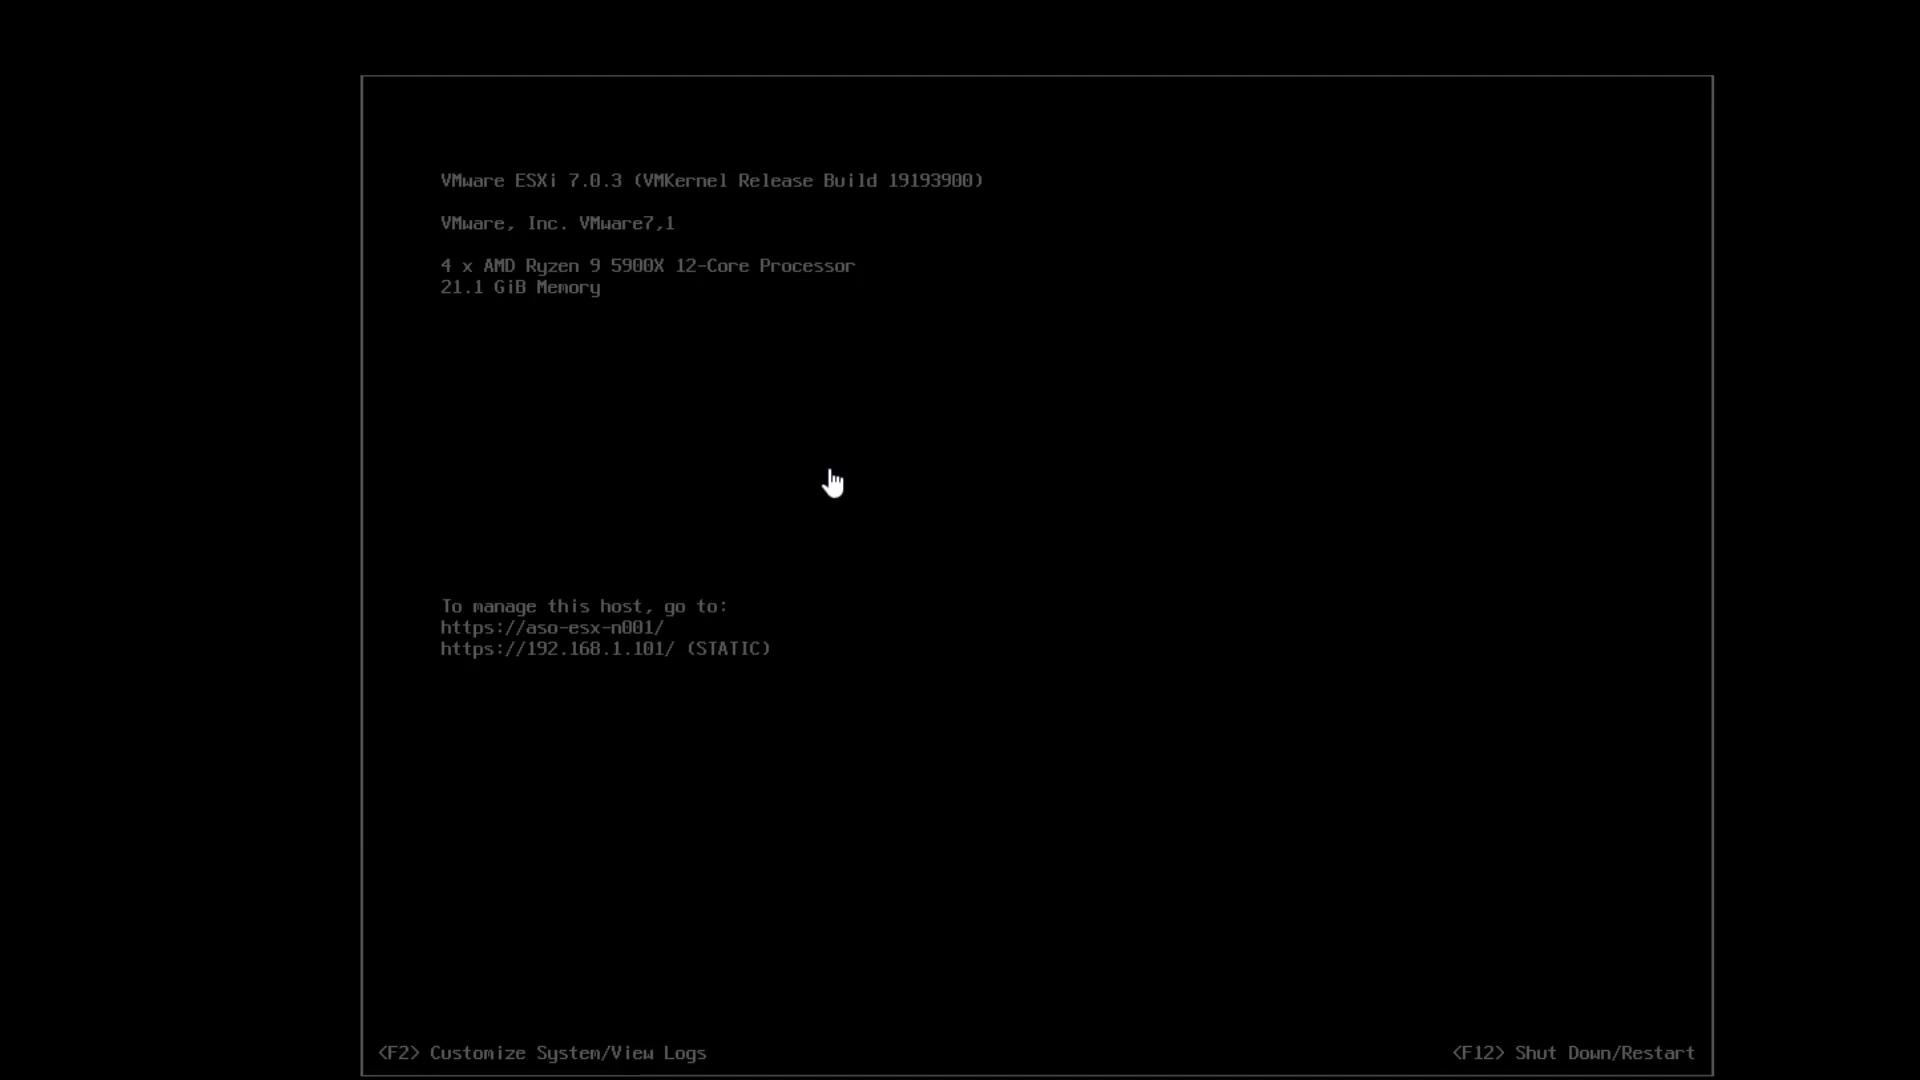 VMware ESXi 7.0.3 (VMKernel Release Build 19193900)
VMware, Inc. VMware7,1
4 x AMD Ryzen 9 5900X 12-Core Processor
21.1 GiB Memory
To manage this host, go to:
https://aso-esx-n001/
https://192.168.1.101/ (STATIC)
<F2> Customize System/View Logs
<F12> Shut Down/Restart